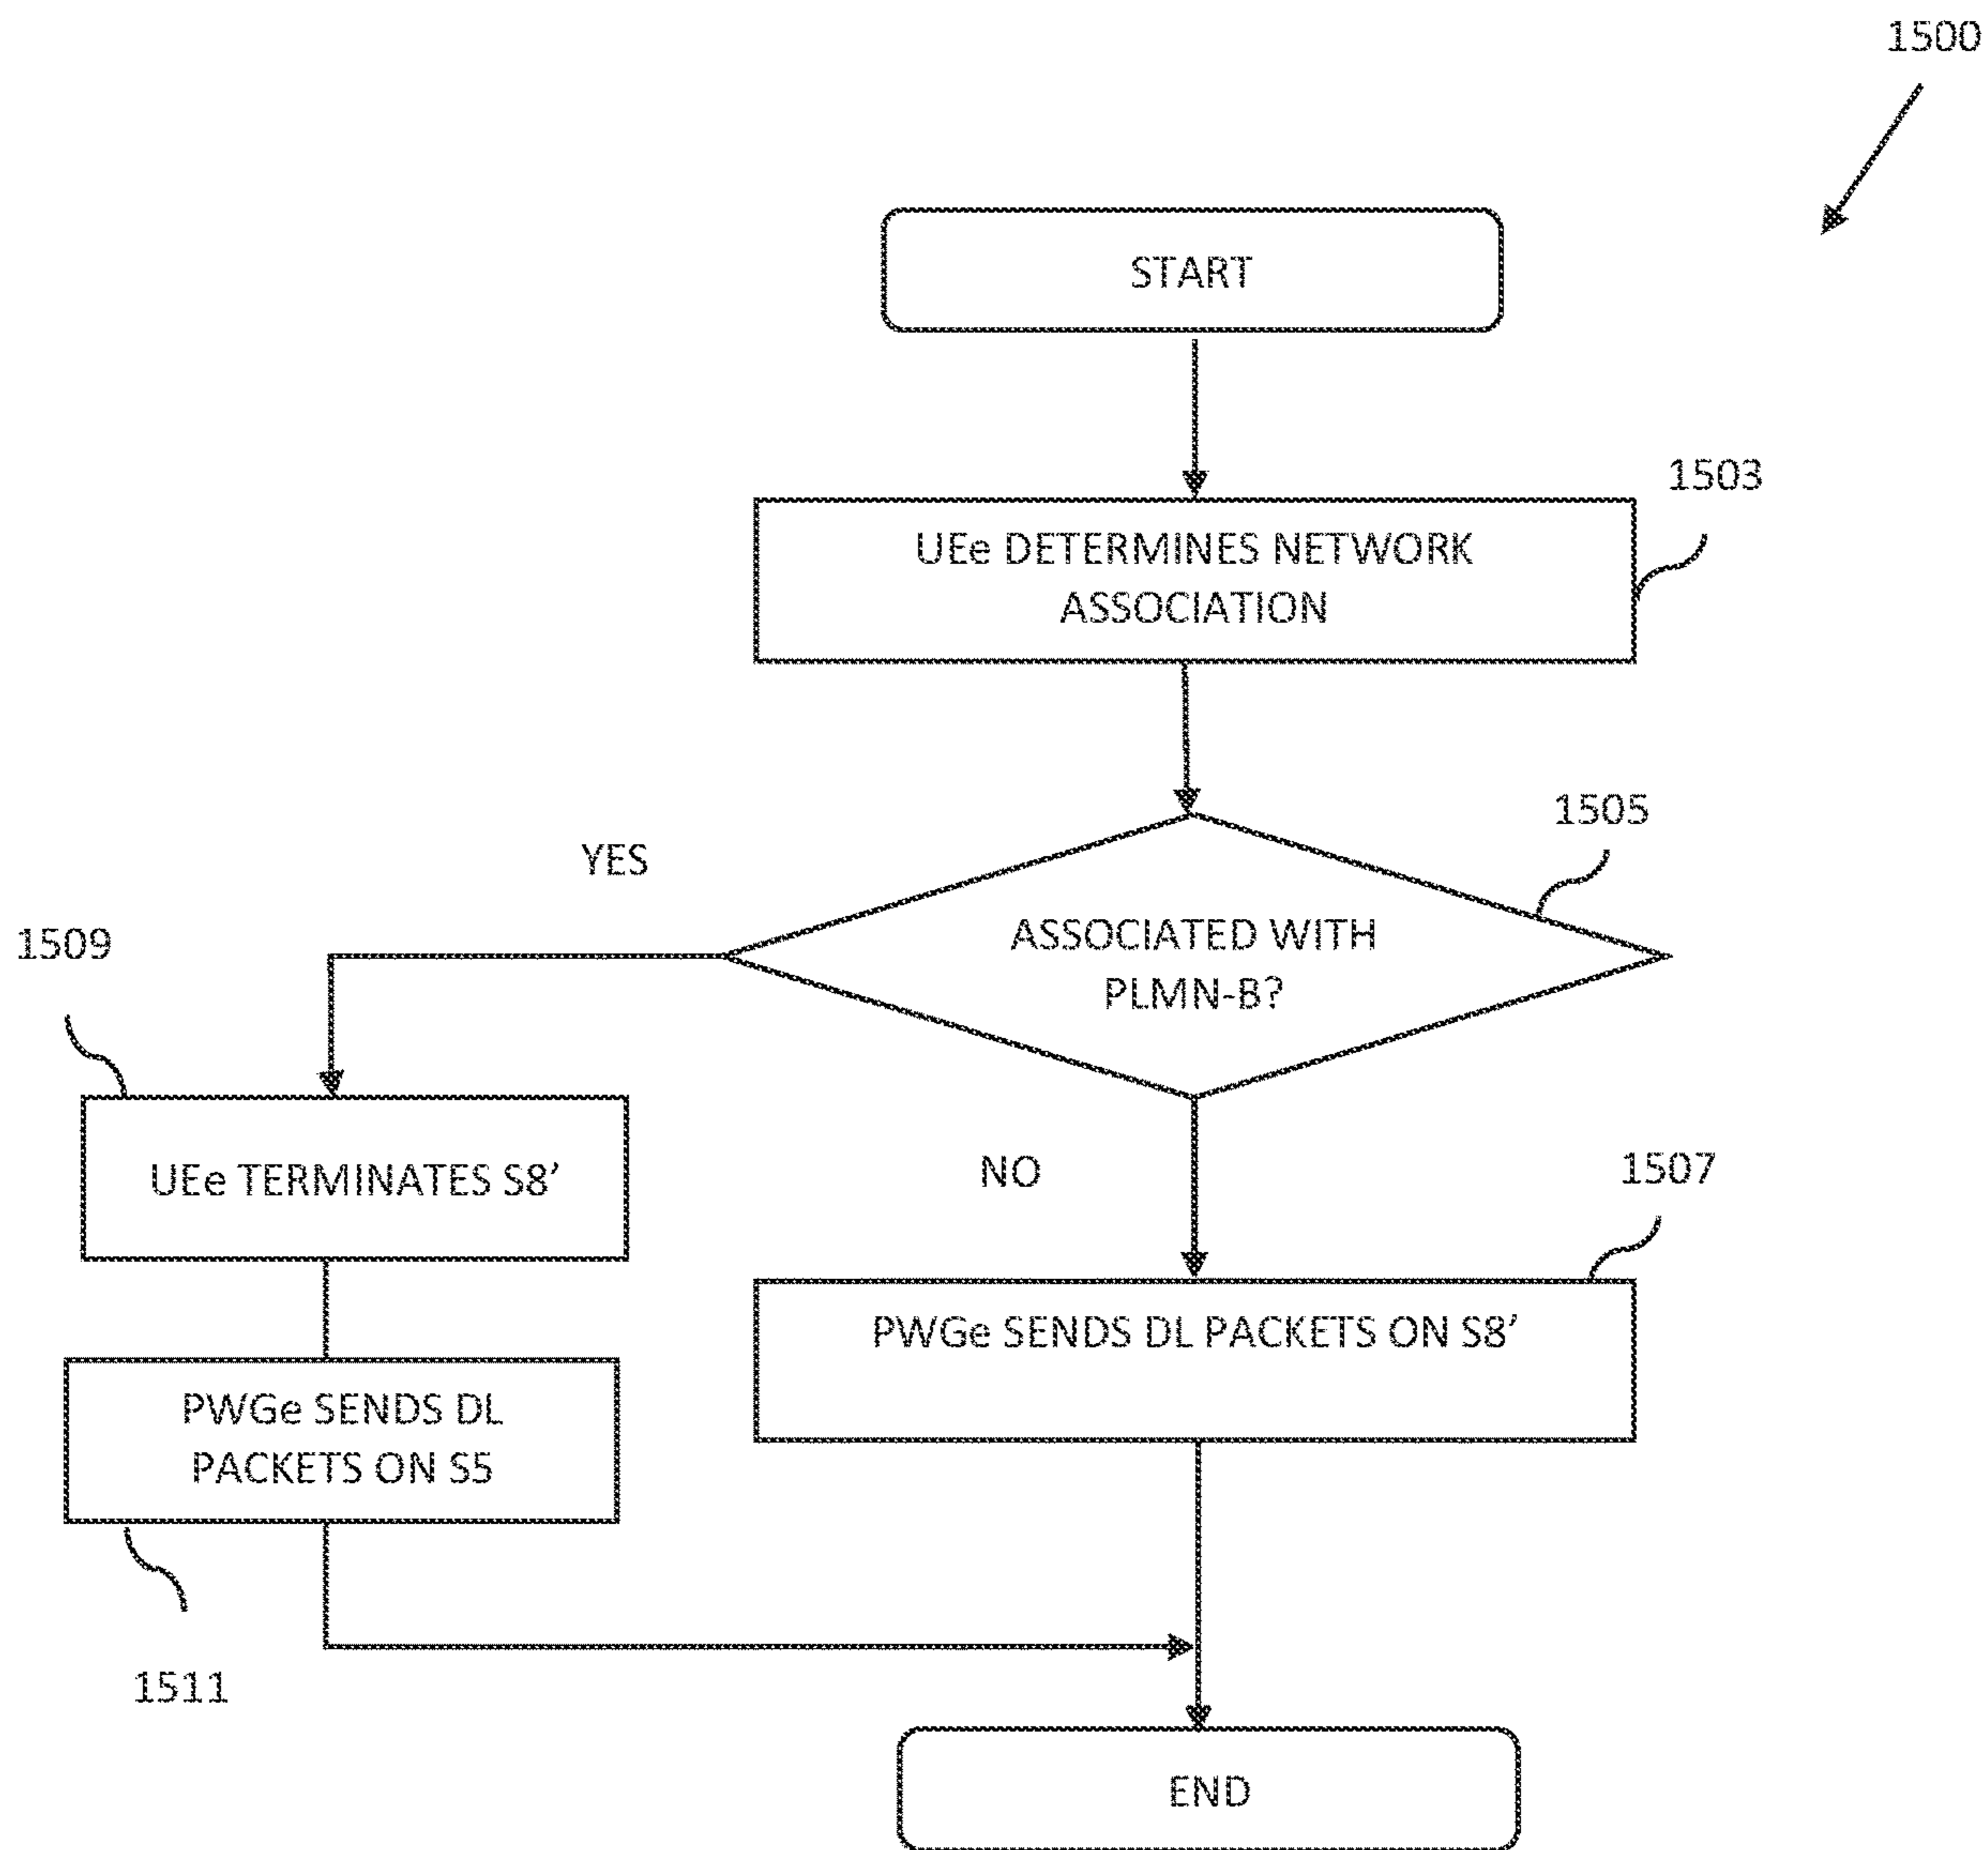 1500
START
1503
UEe DETERMINES NETWORK
ASSOCIATION
1505
YES
ASSOCIATED WITH
PLMN-B?
1509
UEe TERMINATES S8'
NO
1507
PWGe SENDS DL PACKETS ON S8'
PWGe SENDS DL
PACKETS ON S5
1511
END